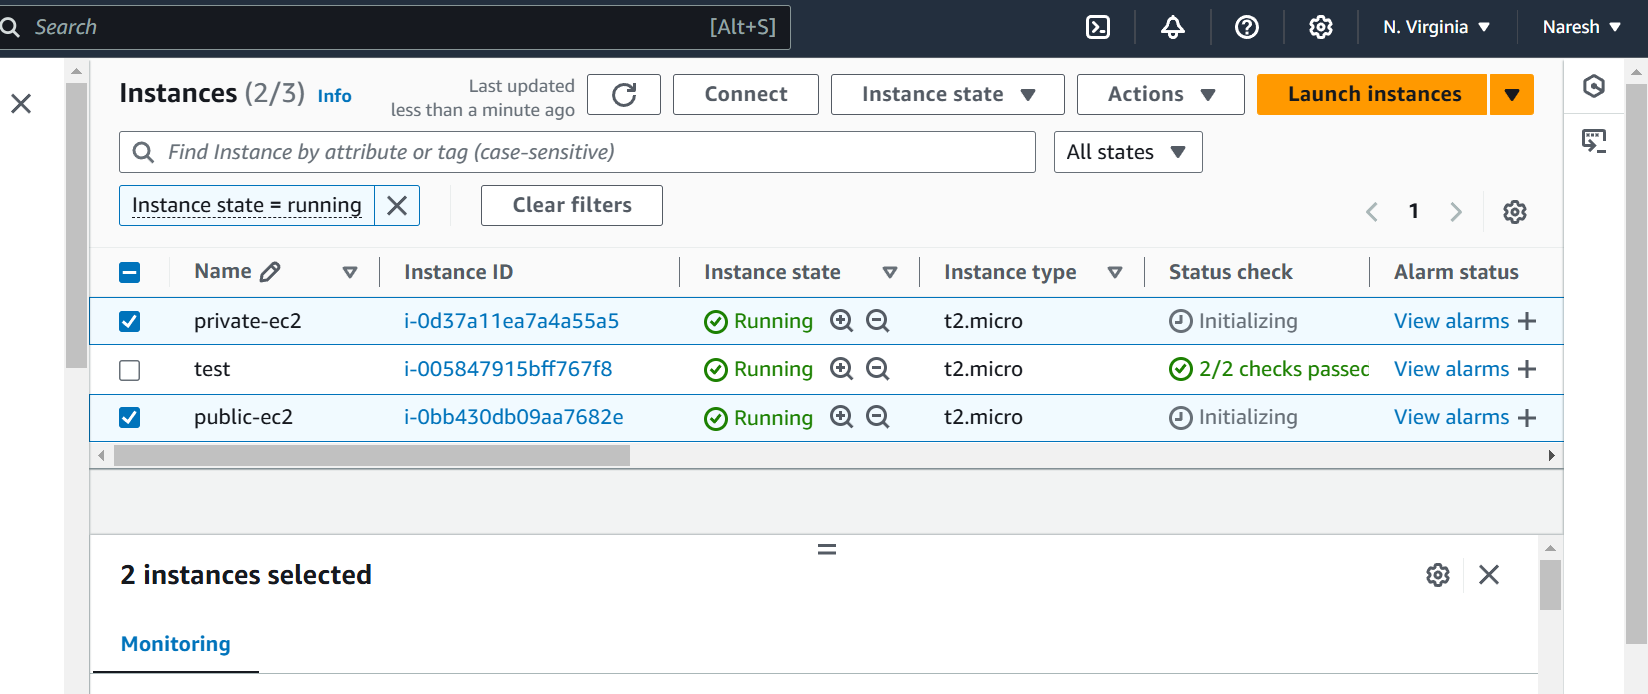 Search [Alt+S] N. Virginia Naresh
Instances (2/3) Info Last updated less than a minute ago Connect Instance state Actions Launch instances
Find Instance by attribute or tag (case-sensitive) All states
Instance state = running Clear filters 1
Name Instance ID Instance state Instance type Status check Alarm status
private-ec2 i-0d37a11ea7a4a55a5 Running t2.micro Initializing View alarms
test i-005847915bff767f8 Running t2.micro 2/2 checks passed View alarms
public-ec2 i-0bb430db09aa7682e Running t2.micro Initializing View alarms
2 instances selected
Monitoring